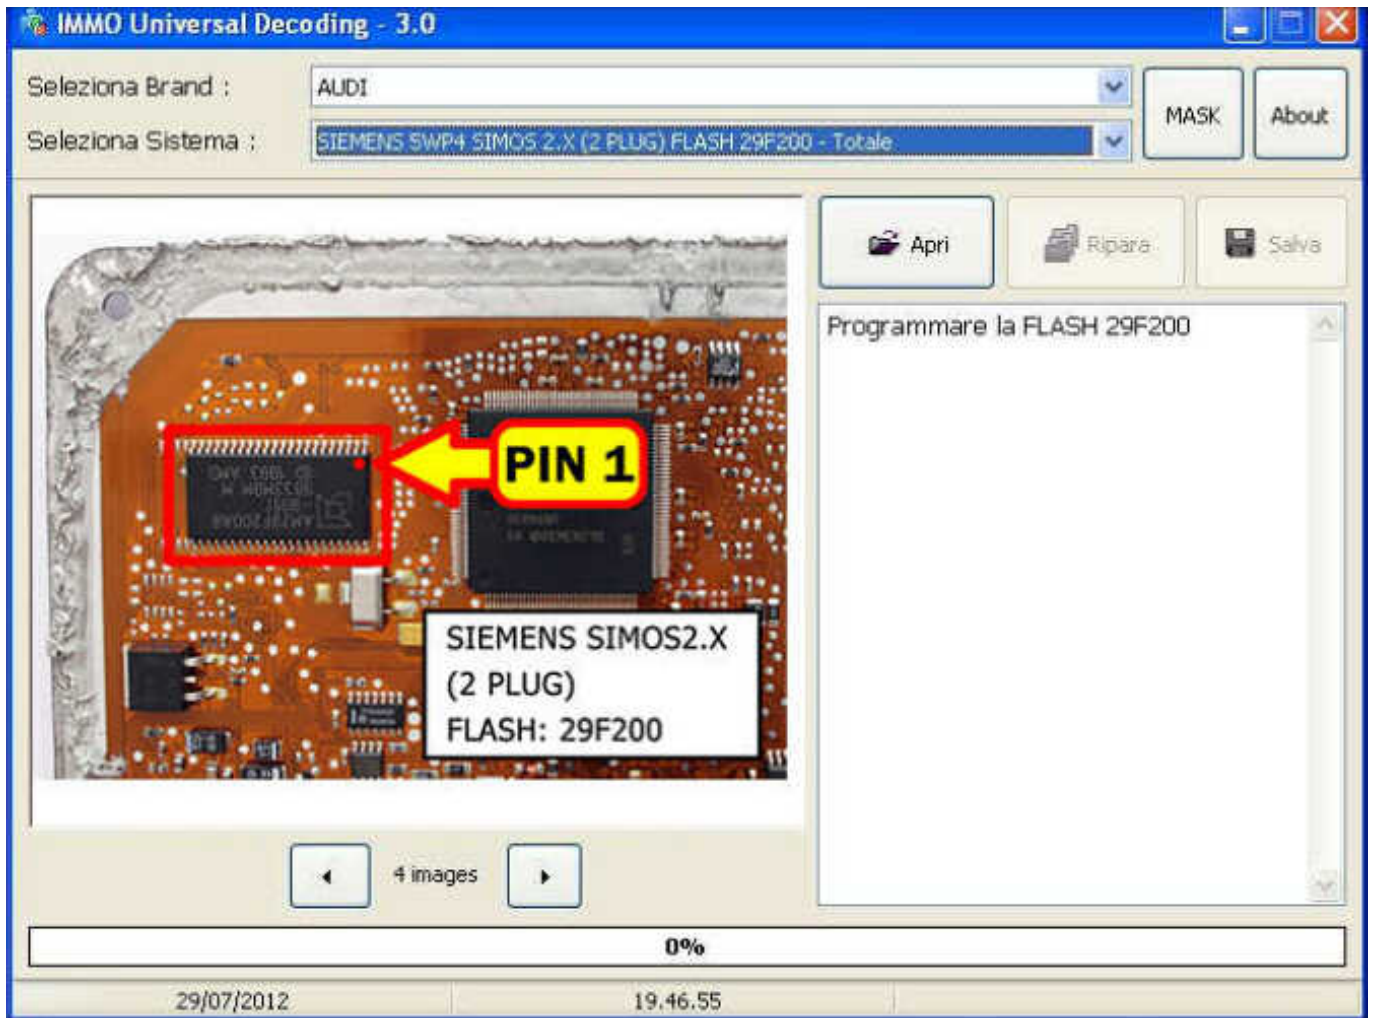 IMMO Universal Decoding - 3.0
Seleziona Brand :
AUDI
MASK
About
Seleziona Sistema :
SIEMENS SWP4 SIMOS 2.X (2 PLUG) FLASH 29F200 - Totale
Apri
Ripara
Salva
Programmare la FLASH 29F200
PIN 1
SIEMENS SIMOS2.X
(2 PLUG)
FLASH: 29F200
4 images
0%
29/07/2012
19.46.55